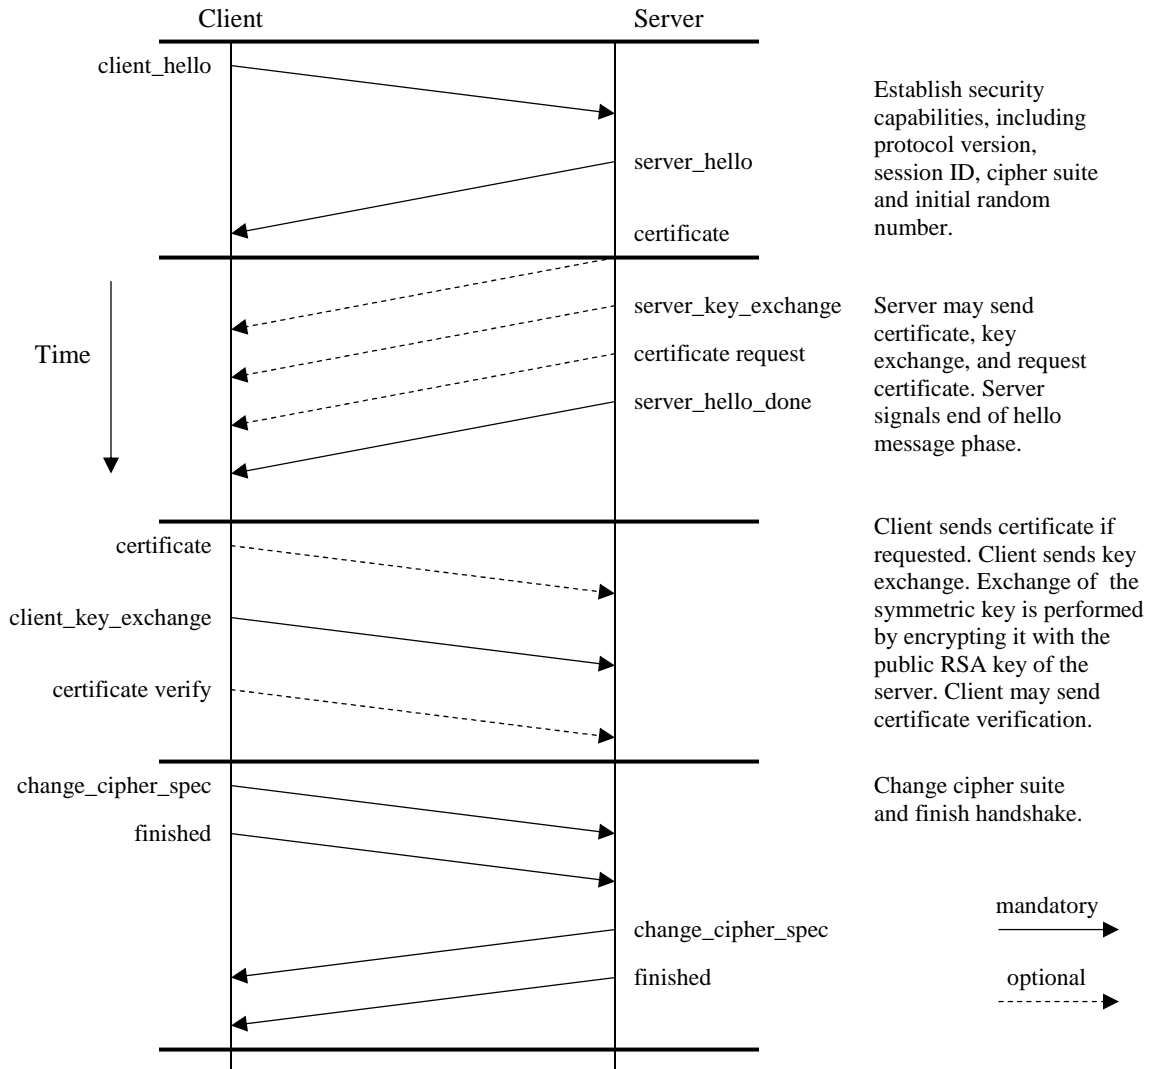 Client
Server
client_hello
Establish security
capabilities, including
protocol version,
session ID, cipher suite
and initial random
number.
server_hello
certificate
server_key_exchange
Server may send
certificate, key
exchange, and request
certificate. Server
signals end of hello
message phase.
Time
certificate request
server_hello_done
certificate
Client sends certificate if
requested. Client sends key
exchange. Exchange of the
symmetric key is performed
by encrypting it with the
public RSA key of the
server. Client may send
certificate verification.
client_key_exchange
certificate verify
change_cipher_spec
Change cipher suite
and finish handshake.
finished
mandatory
change_cipher_spec
finished
optional